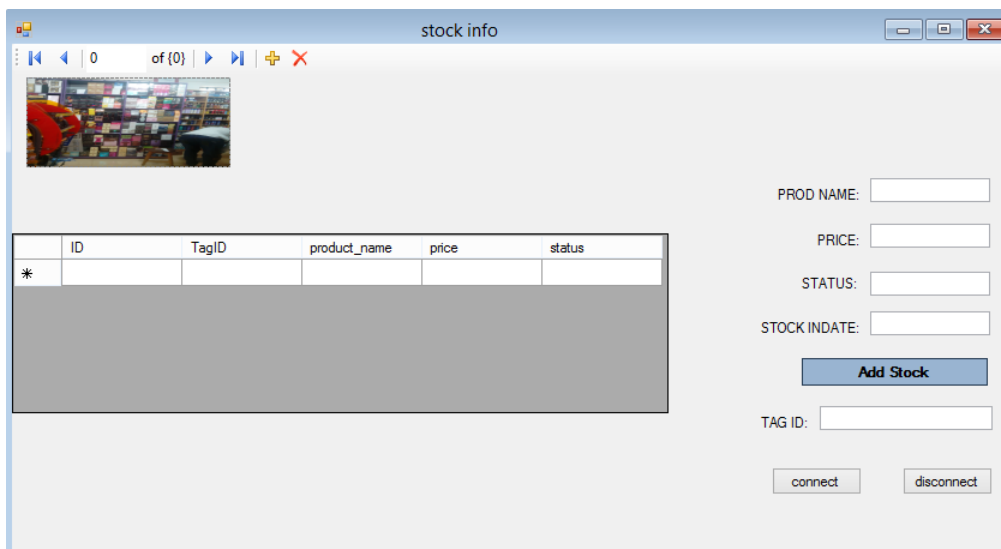 stock info
0 of {0}
PROD NAME:
PRICE:
ID TagID product_name price status
STATUS:
STOCK INDATE:
Add Stock
TAG ID:
connect disconnect